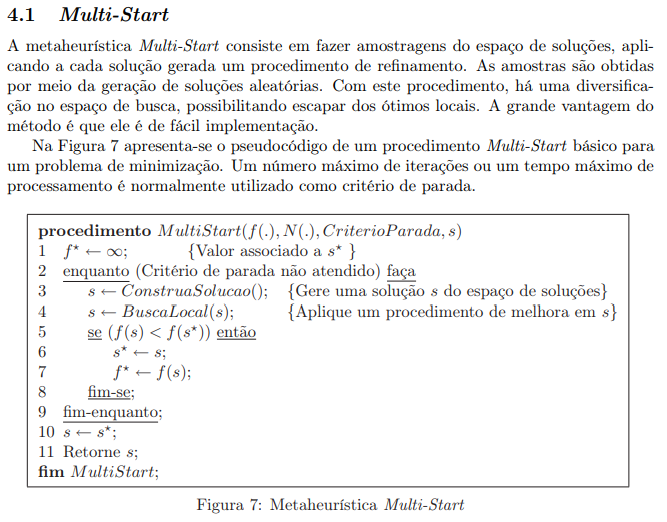 4.1 Multi-Start
A metaheurística Multi-Start consiste em fazer amostragens do espaço de soluções, apli-
cando a cada solução gerada um procedimento de refinamento. As amostras são obtidas
por meio da geração de soluções aleatórias. Com este procedimento, há uma diversifica-
ção no espaço de busca, possibilitando escapar dos ótimos locais. A grande vantagem do
método é que ele é de fácil implementação.
Na Figura 7 apresenta-se o pseudocódigo de um procedimento Multi-Start básico para
um problema de minimização. Um número máximo de iterações ou um tempo máximo de
processamento é normalmente utilizado como critério de parada.
procedimento MultiStart(f(.), N(.), CriterioParada, s)
1 f⋆ ← ∞; {Valor associado a s⋆ }
2 enquanto (Critério de parada não atendido) faça
3 s ← ConstruaSolucao(); {Gere uma solução s do espaço de soluções}
4 s ← BuscaLocal(s); {Aplique um procedimento de melhora em s}
5 se (f(s) < f(s⋆)) então
6 s⋆ ← s;
7 f⋆ ← f(s);
8 fim-se;
9 fim-enquanto;
10 s ← s⋆;
11 Retorne s;
fim MultiStart;
Figura 7: Metaheurística Multi-Start